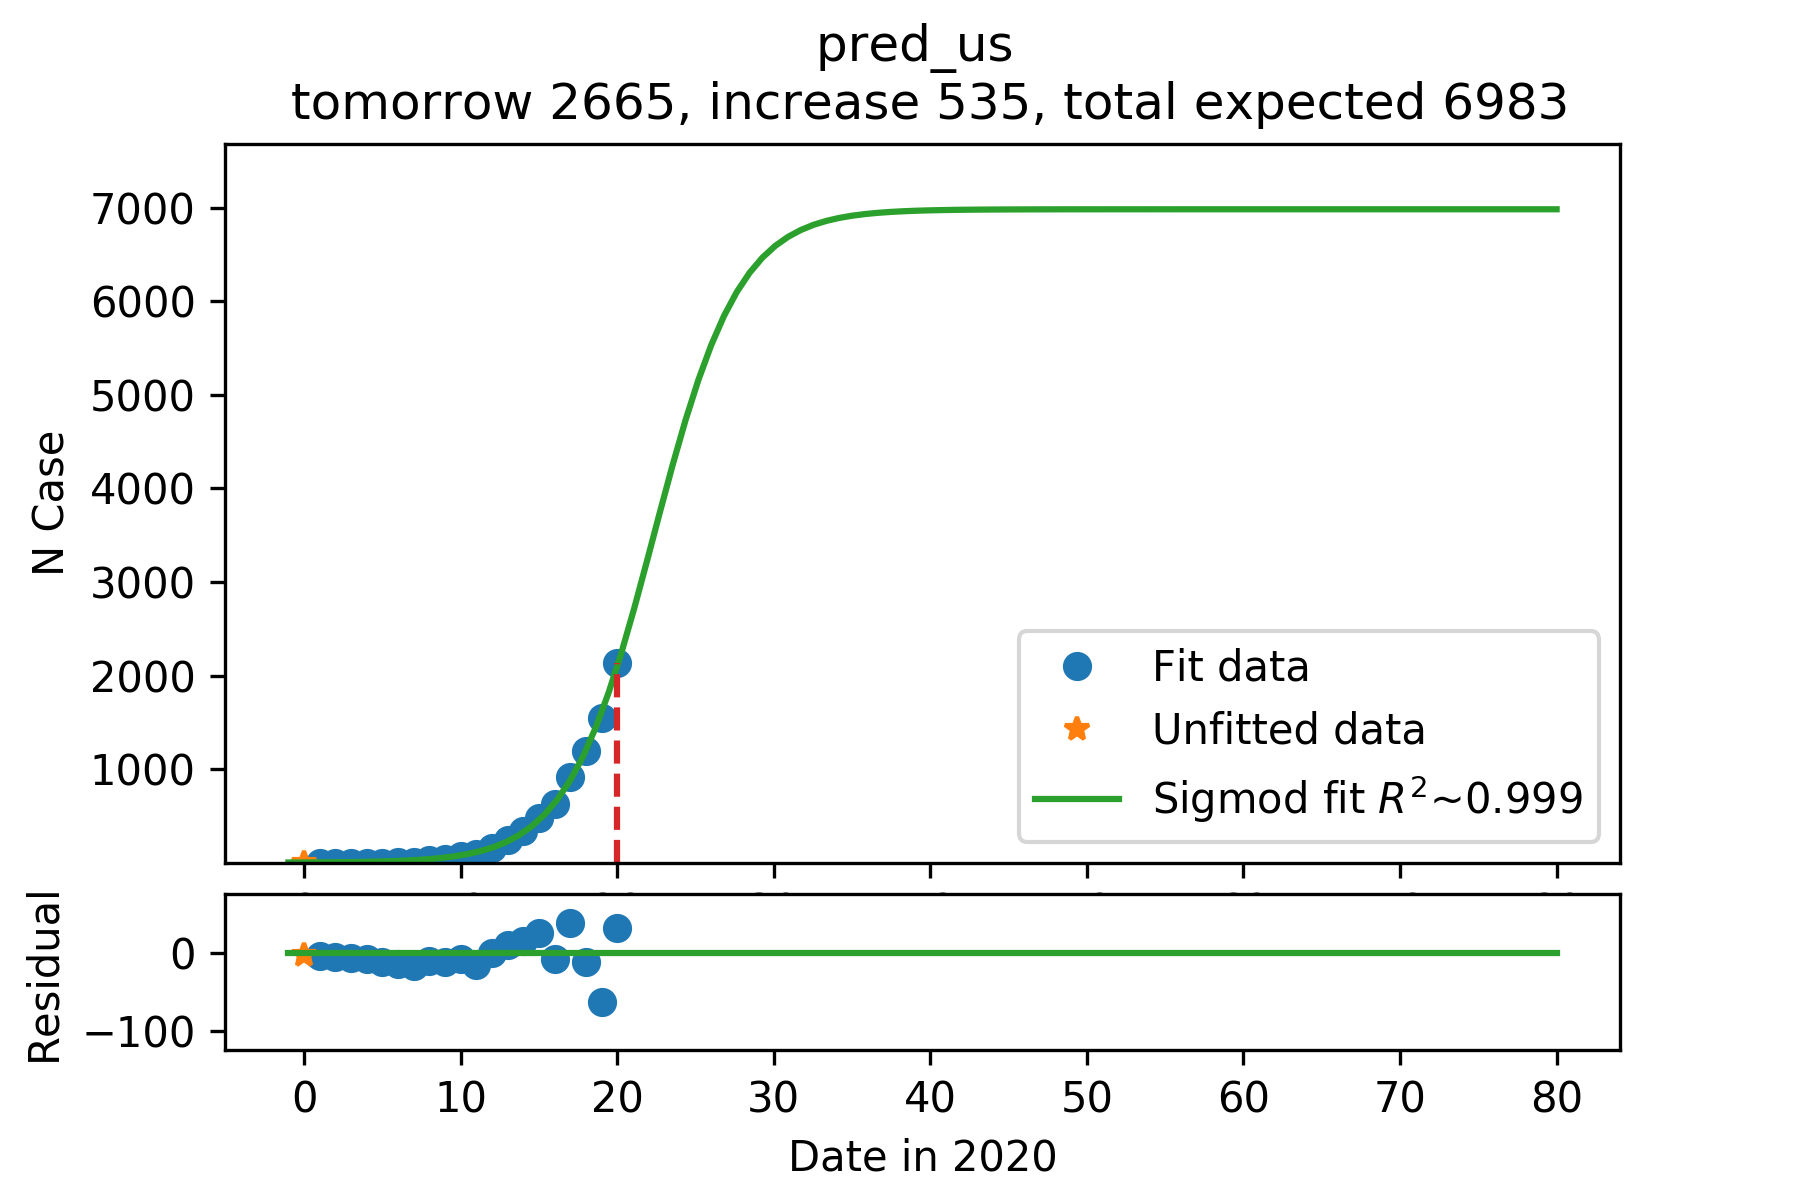 pred_us
tomorrow 2665, increase 535, total expected 6983
7000
6000
5000
4000
3000
2000
1000
N Case
Fit data
Unfitted data
Sigmod fit R²~0.999
Residual
0
−100
0 10 20 30 40 50 60 70 80
Date in 2020